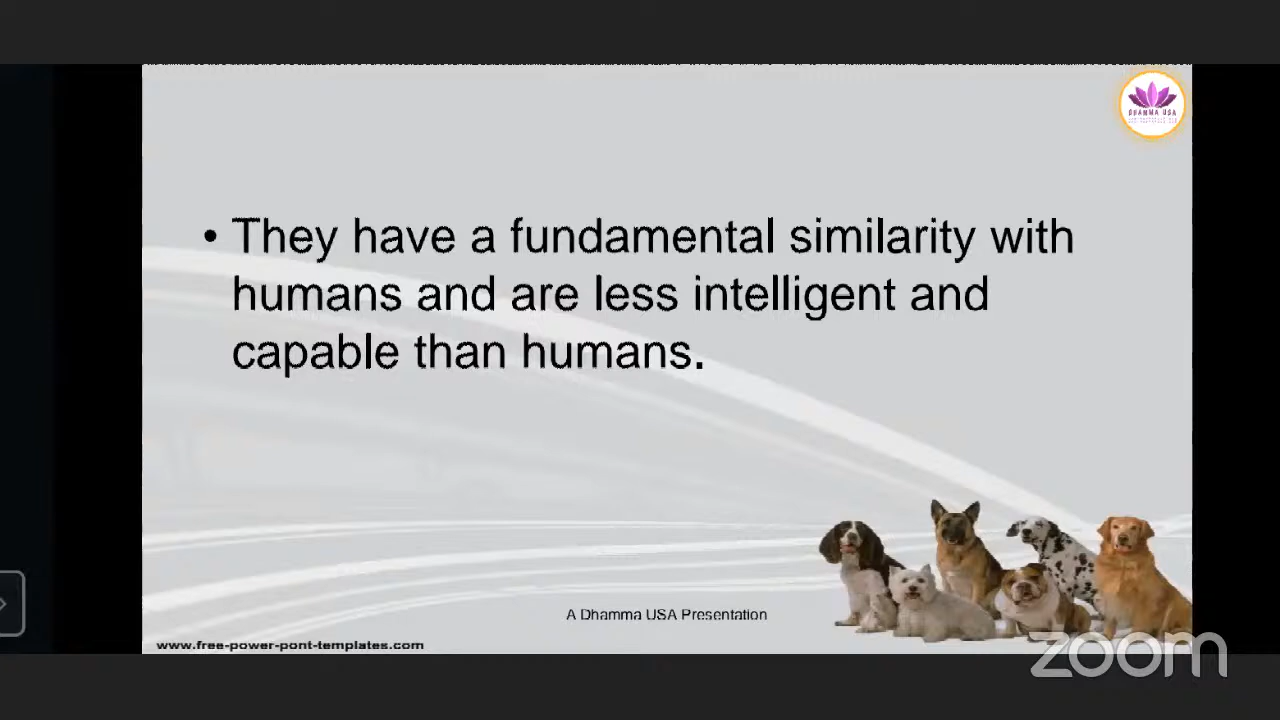 DHAMMA USA
• They have a fundamental similarity with
humans and are less intelligent and
capable than humans.
A Dhamma USA Presentation
www.free-power-pont-templates.com
zoom